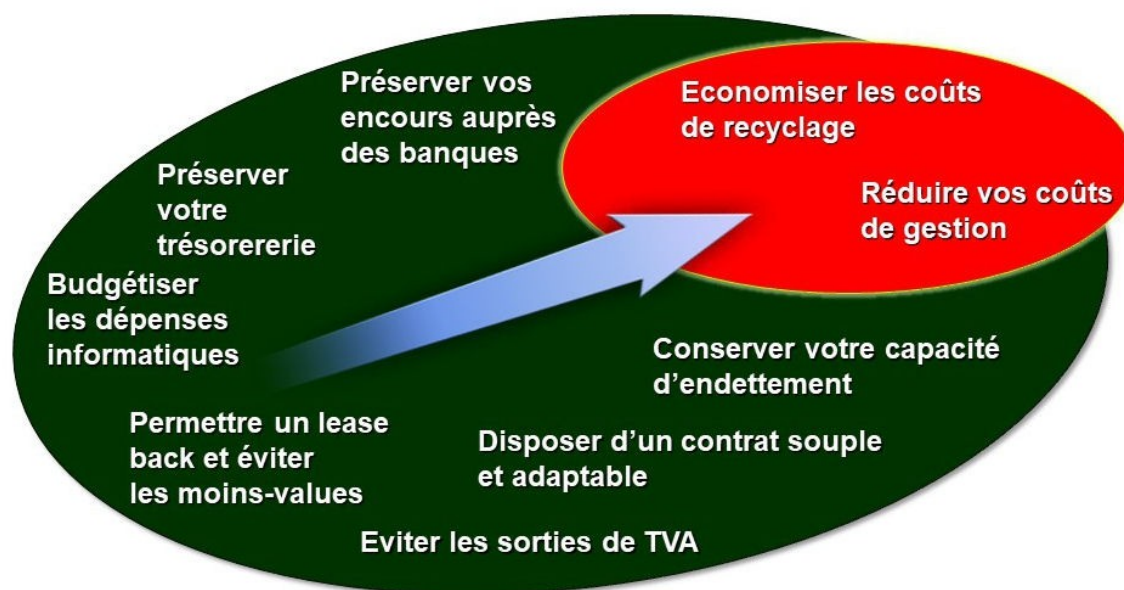 Préserver vos
encours auprès
des banques
Economiser les coûts
de recyclage
Préserver
votre
trésorererie
Réduire vos coûts
de gestion
Budgétiser
les dépenses
informatiques
Conserver votre capacité
d’endettement
Permettre un lease
back et éviter
les moins-values
Disposer d’un contrat souple
et adaptable
Eviter les sorties de TVA